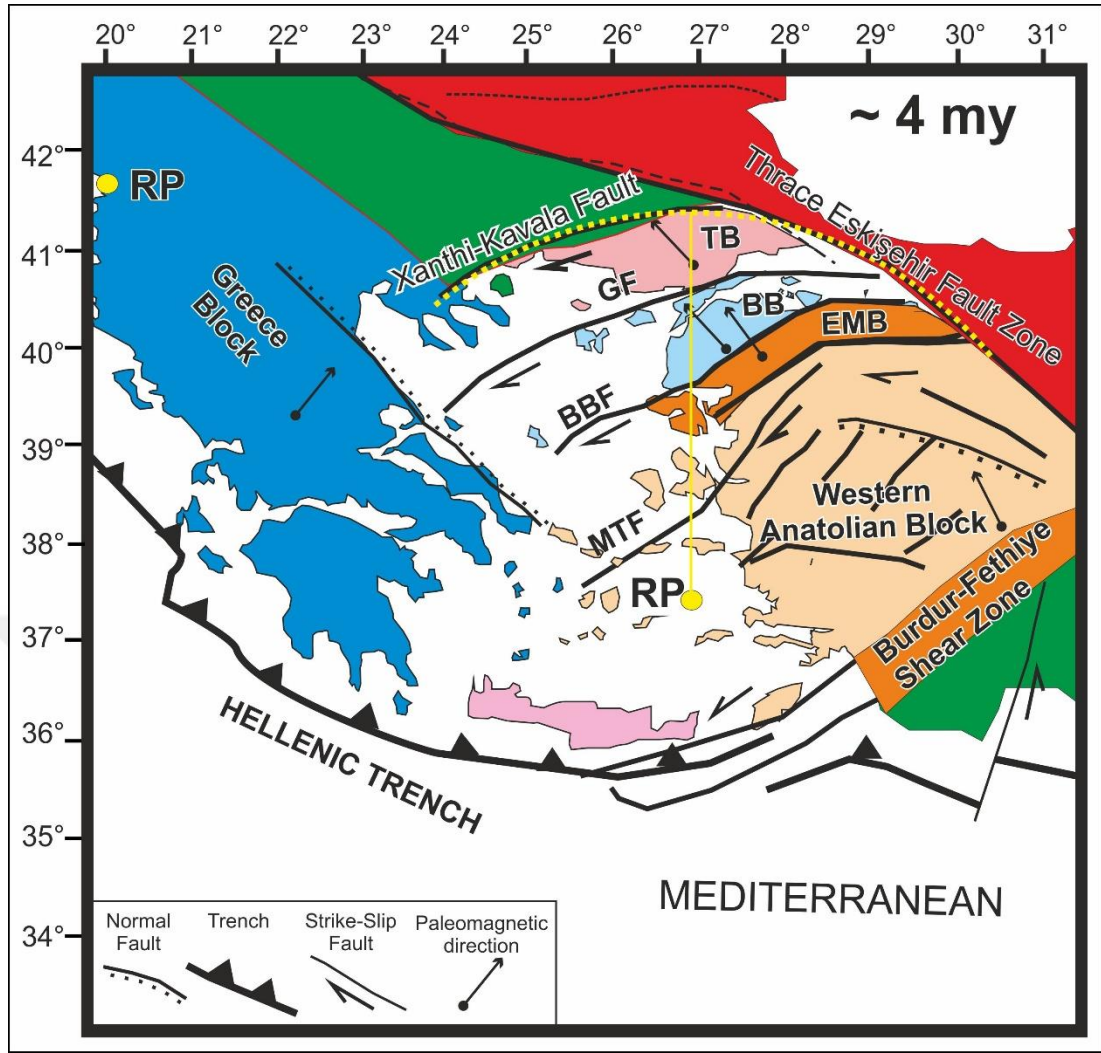 20° 21° 22° 23° 24° 25° 26° 27° 28° 29° 30° 31°
~ 4 my
42°
41°
40°
39°
38°
37°
36°
35°
34°
RP
Thrace Eskişehir Fault Zone
Xanthi-Kavala Fault
TB
GF
Greece
Block
BB
EMB
BBF
Western
Anatolian Block
MTF
RP
Burdur-Fethiye
Shear Zone
HELLENIC TRENCH
MEDITERRANEAN
Normal
Fault
Trench
Strike-Slip
Fault
Paleomagnetic
direction